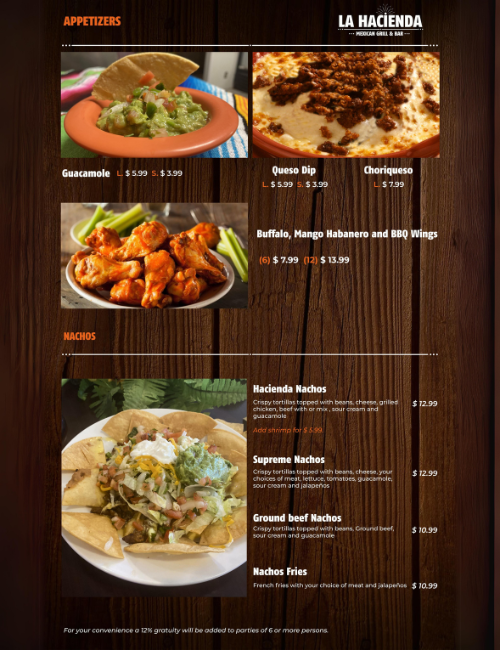 APPETIZERS
LA HACIENDA
MEXICAN GRILL & BAR
Guacamole L. $ 5.99 S. $ 3.99
Queso Dip
L. $ 5.99 S. $ 3.99
Choriqueso
L. $ 7.99
Buffalo, Mango Habanero and BBQ Wings
(6) $ 7.99 (12) $ 13.99
NACHOS
Hacienda Nachos
Crispy tortillas topped with beans, cheese, grilled
chicken, beef with or mix , sour cream and
guacamole
$ 12.99
Add shrimp for $ 5.99
Supreme Nachos
Crispy tortillas topped with beans, cheese, your
choices of meat, lettuce, tomatoes, guacamole,
sour cream and jalapeños
$ 12.99
Ground beef Nachos
Crispy tortillas topped with beans, Ground beef,
sour cream and guacamole
$ 10.99
Nachos Fries
French fries with your choice of meat and jalapeños $ 10.99
For your convenience a 12% gratuity will be added to parties of 6 or more persons.